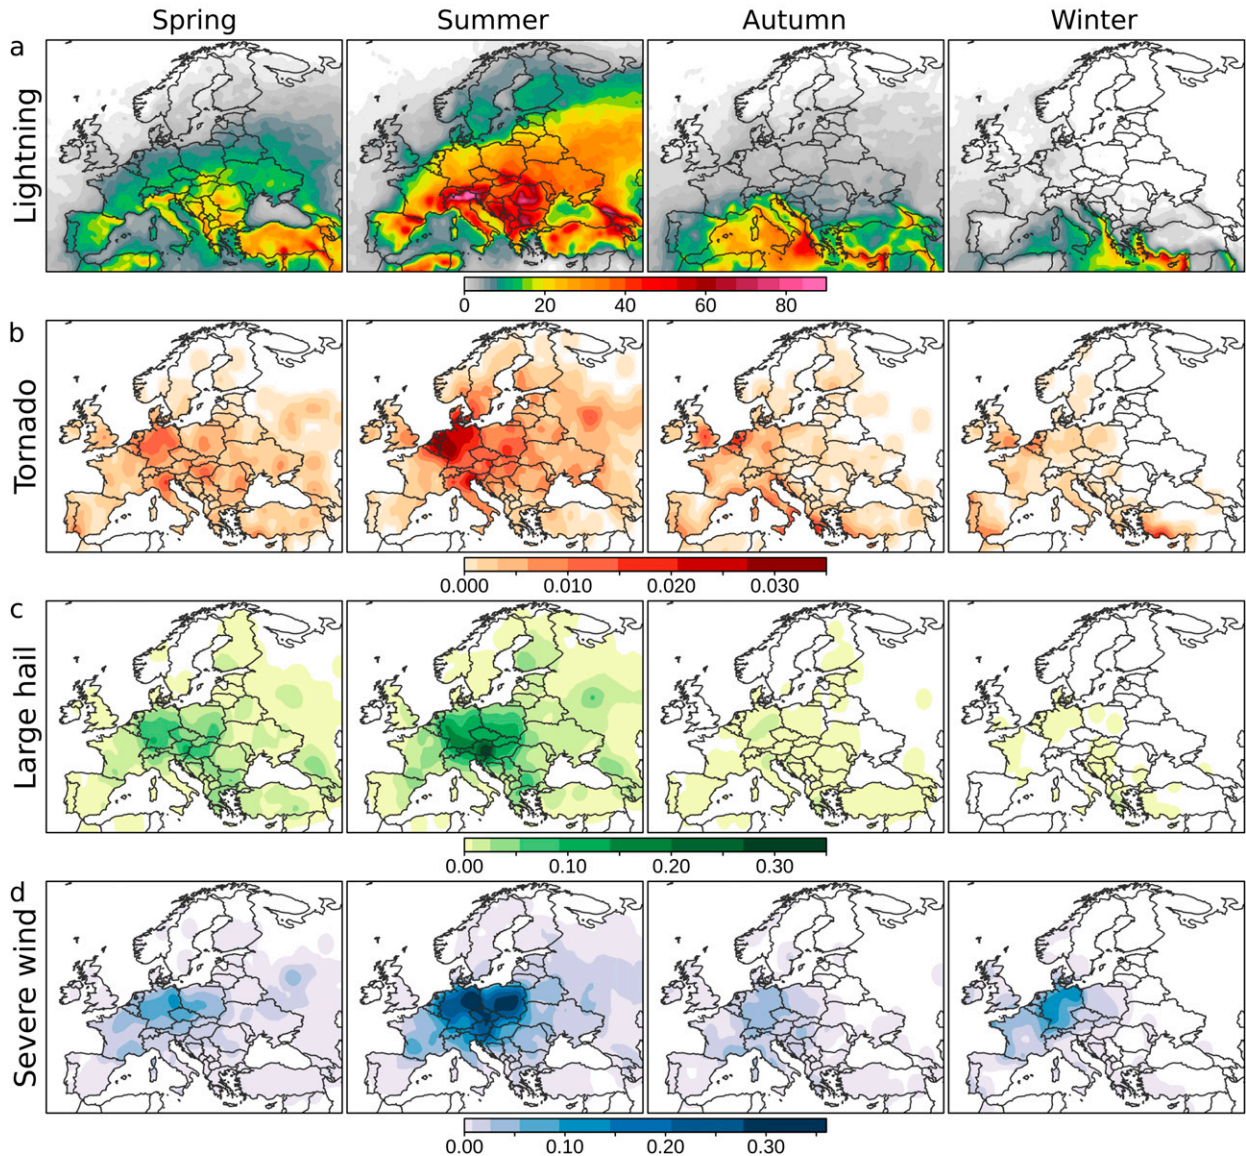 Spring Summer Autumn Winter
a
Lightning
0 20 40 60 80
b
Tornado
0.000 0.010 0.020 0.030
c
Large hail
0.00 0.10 0.20 0.30
d
Severe wind
0.00 0.10 0.20 0.30